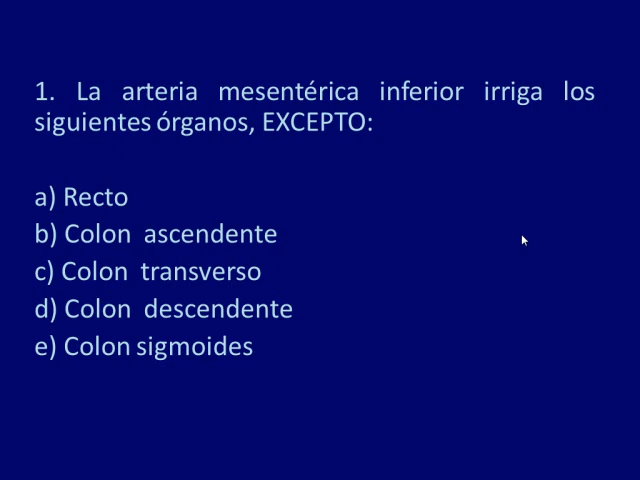 1. La arteria mesentérica inferior irriga los
siguientes órganos, EXCEPTO:
a) Recto
b) Colon ascendente
c) Colon transverso
d) Colon descendente
e) Colon sigmoides